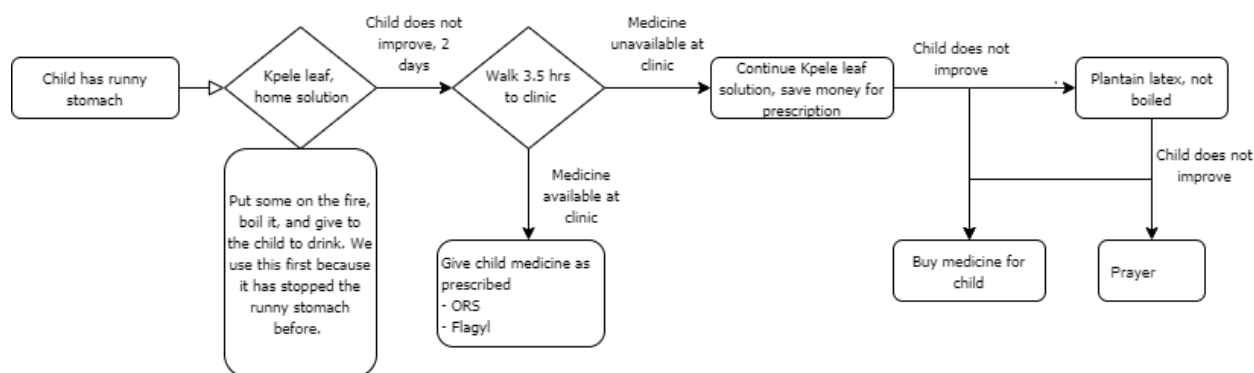 Child has runny
stomach
Kpele leaf,
home solution
Put some on the fire,
boil it, and give to
the child to drink. We
use this first because
it has stopped the
runny stomach
before.
Child does not
improve, 2
days
Walk 3.5 hrs
to clinic
Medicine
available at
clinic
Give child medicine as
prescribed
- ORS
- Flagyl
Medicine
unavailable at
clinic
Continue Kpele leaf
solution, save money for
prescription
Child does not
improve
Plantain latex, not
boiled
Child does not
improve
Buy medicine for
child
Prayer